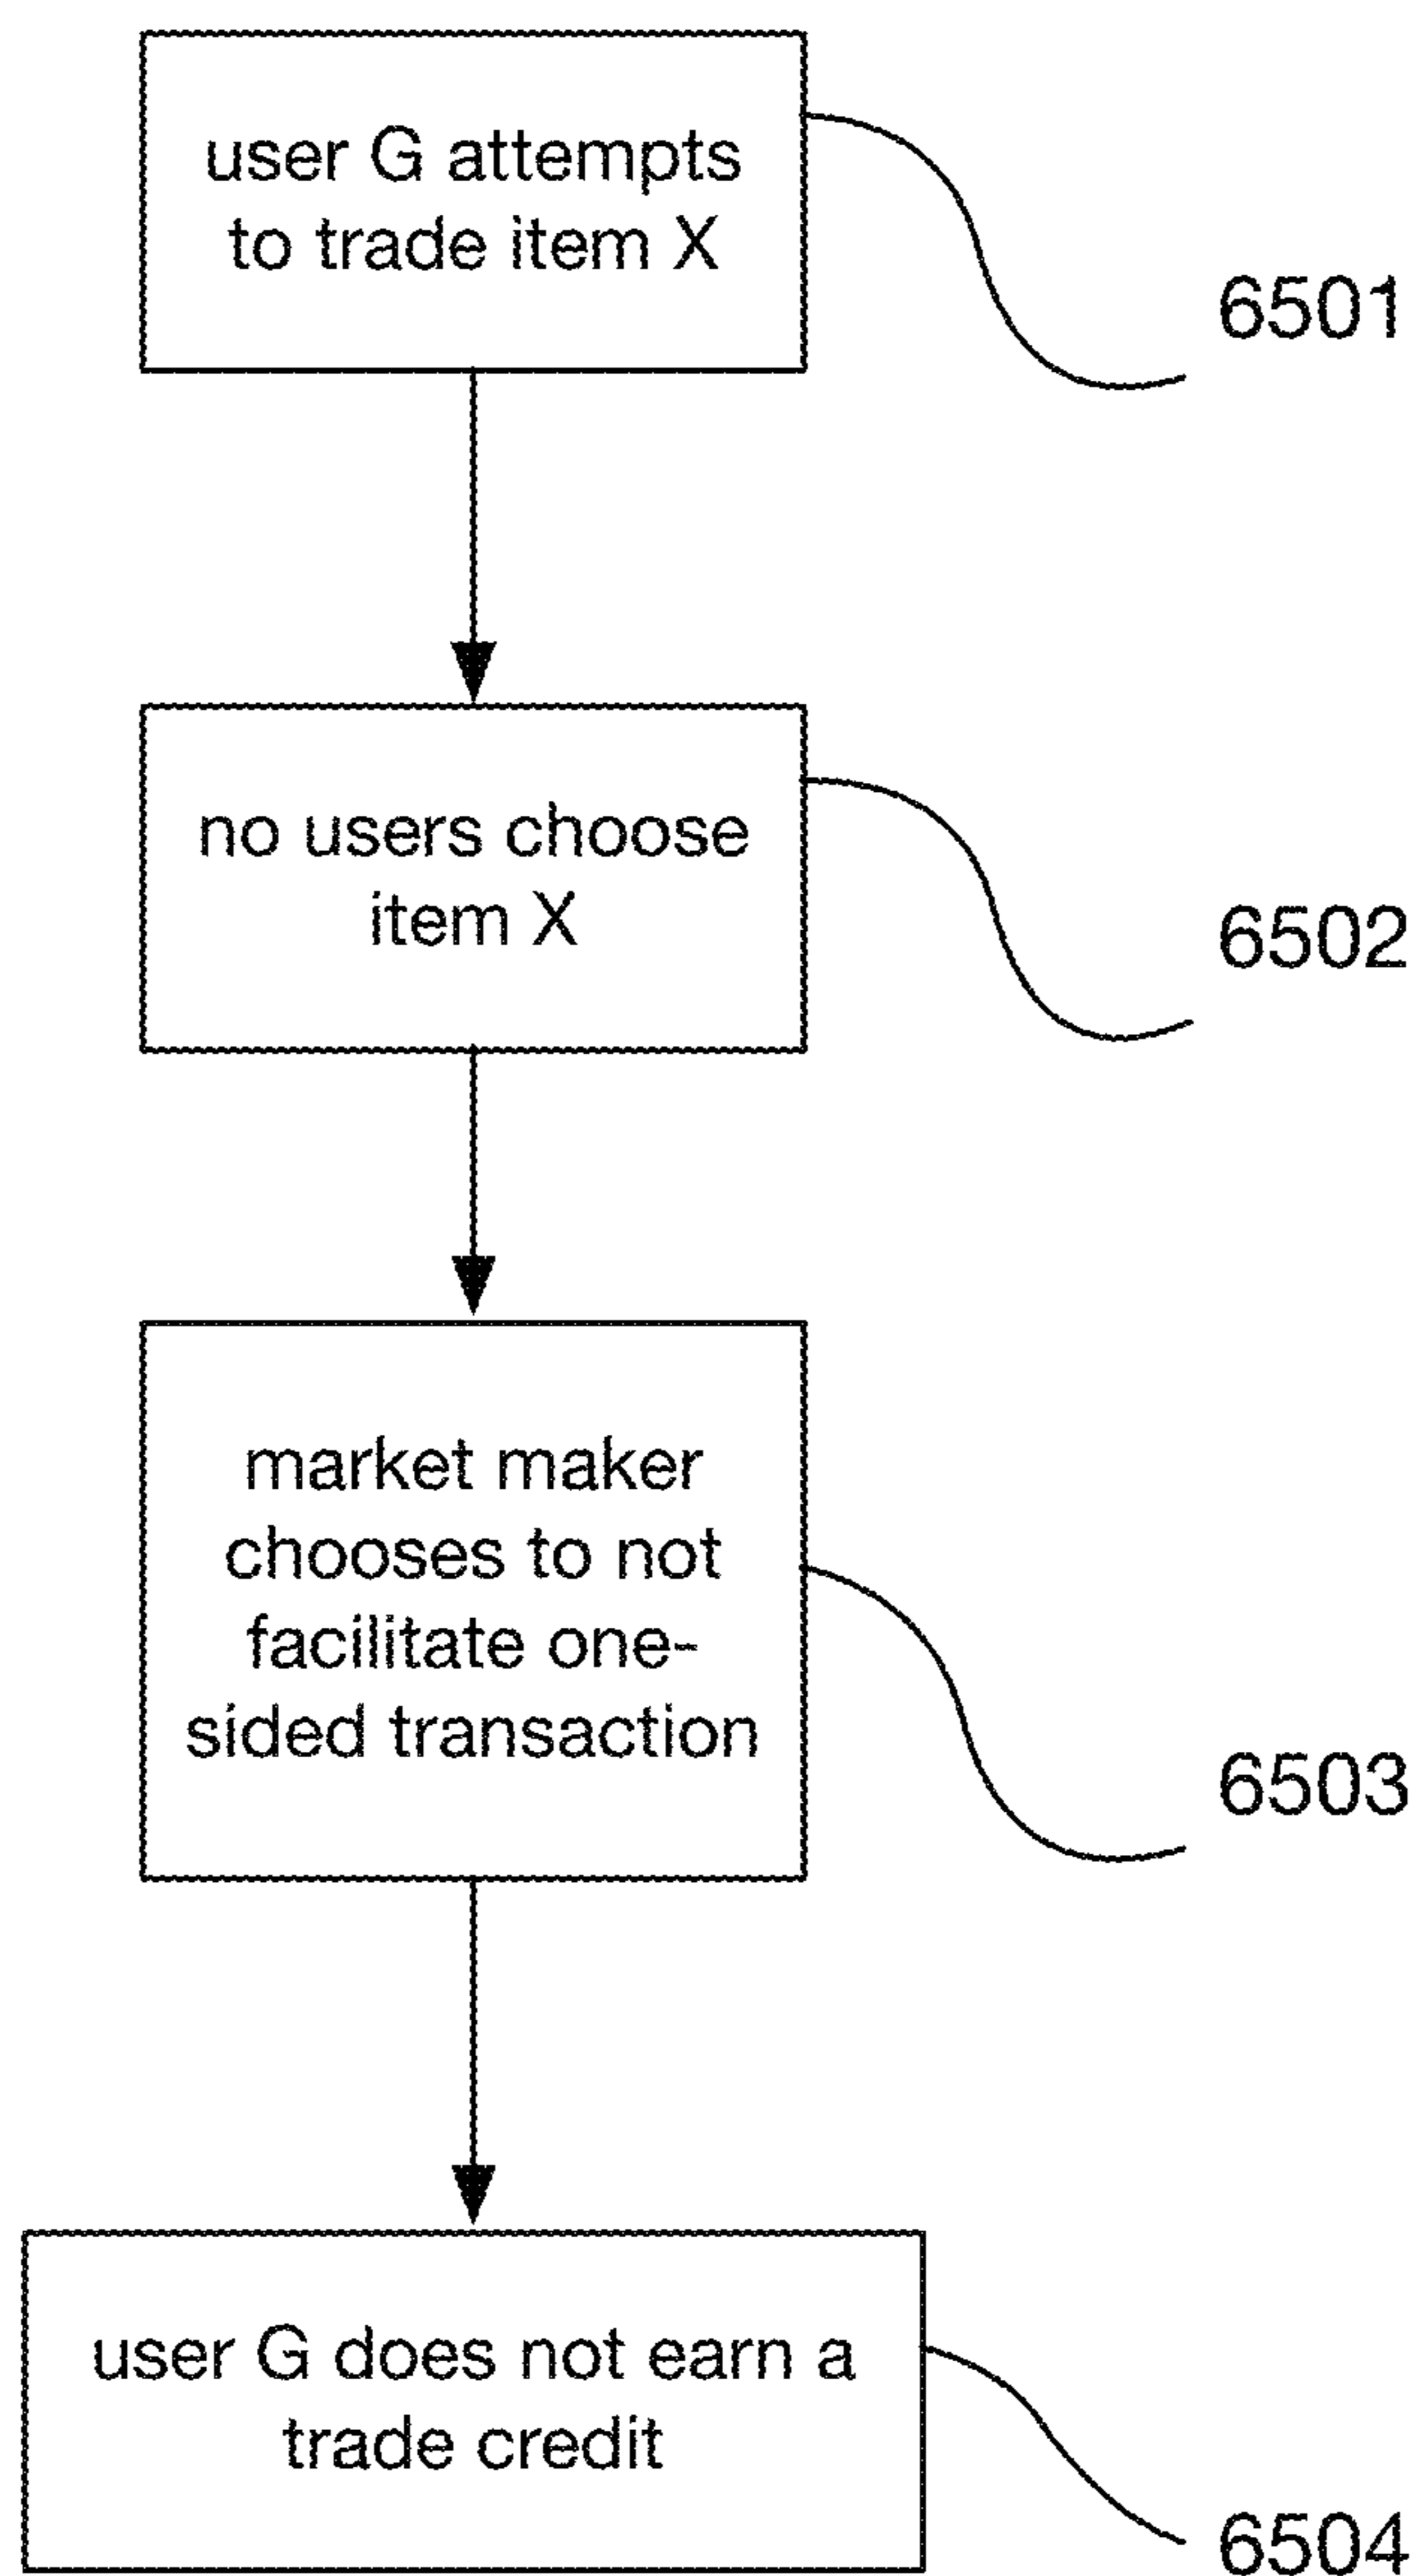 user G attempts
to trade item X
6501
no users choose
item X
6502
market maker
chooses to not
facilitate one-
sided transaction
6503
user G does not earn a
trade credit
6504